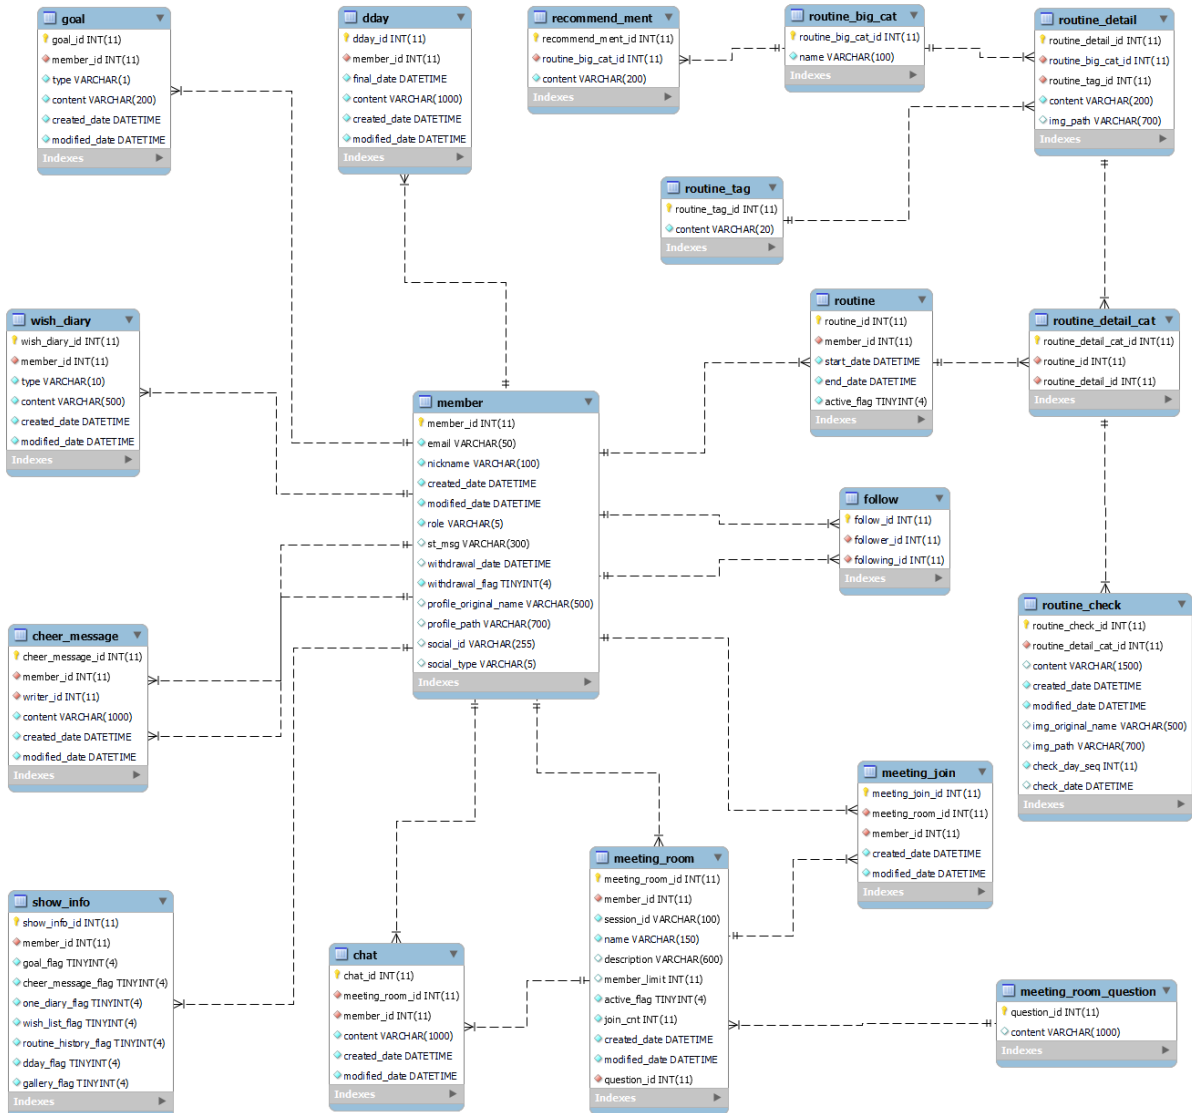 goal
goal_id INT(11)
member_id INT(11)
type VARCHAR(1)
content VARCHAR(200)
created_date DATETIME
modified_date DATETIME
Indexes
dday
dday_id INT(11)
member_id INT(11)
final_date DATETIME
content VARCHAR(1000)
created_date DATETIME
modified_date DATETIME
Indexes
recommend_ment
recommend_ment_id INT(11)
routine_big_cat_id INT(11)
content VARCHAR(200)
Indexes
routine_big_cat
routine_big_cat_id INT(11)
name VARCHAR(100)
Indexes
routine_detail
routine_detail_id INT(11)
routine_big_cat_id INT(11)
routine_tag_id INT(11)
content VARCHAR(200)
img_path VARCHAR(700)
Indexes
routine_tag
routine_tag_id INT(11)
content VARCHAR(20)
Indexes
wish_diary
wish_diary_id INT(11)
member_id INT(11)
type VARCHAR(10)
content VARCHAR(500)
created_date DATETIME
modified_date DATETIME
Indexes
member
member_id INT(11)
email VARCHAR(50)
nickname VARCHAR(100)
created_date DATETIME
modified_date DATETIME
role VARCHAR(5)
st_msg VARCHAR(300)
withdrawal_date DATETIME
withdrawal_flag TINYINT(4)
profile_original_name VARCHAR(500)
profile_path VARCHAR(700)
social_id VARCHAR(255)
social_type VARCHAR(5)
Indexes
routine
routine_id INT(11)
member_id INT(11)
start_date DATETIME
end_date DATETIME
active_flag TINYINT(4)
Indexes
routine_detail_cat
routine_detail_cat_id INT(11)
routine_id INT(11)
routine_detail_id INT(11)
Indexes
follow
follow_id INT(11)
follower_id INT(11)
following_id INT(11)
Indexes
cheer_message
cheer_message_id INT(11)
member_id INT(11)
writer_id INT(11)
content VARCHAR(1000)
created_date DATETIME
modified_date DATETIME
Indexes
routine_check
routine_check_id INT(11)
routine_detail_cat_id INT(11)
content VARCHAR(1500)
created_date DATETIME
modified_date DATETIME
img_original_name VARCHAR(500)
img_path VARCHAR(700)
check_day_seq INT(11)
check_date DATETIME
Indexes
meeting_join
meeting_join_id INT(11)
meeting_room_id INT(11)
member_id INT(11)
created_date DATETIME
modified_date DATETIME
Indexes
show_info
show_info_id INT(11)
member_id INT(11)
goal_flag TINYINT(4)
cheer_message_flag TINYINT(4)
one_diary_flag TINYINT(4)
wish_list_flag TINYINT(4)
routine_history_flag TINYINT(4)
dday_flag TINYINT(4)
gallery_flag TINYINT(4)
Indexes
chat
chat_id INT(11)
meeting_room_id INT(11)
member_id INT(11)
content VARCHAR(1000)
created_date DATETIME
modified_date DATETIME
Indexes
meeting_room
meeting_room_id INT(11)
member_id INT(11)
session_id VARCHAR(100)
name VARCHAR(150)
description VARCHAR(600)
member_limit INT(11)
active_flag TINYINT(4)
join_cnt INT(11)
created_date DATETIME
modified_date DATETIME
question_id INT(11)
Indexes
meeting_room_question
question_id INT(11)
content VARCHAR(1000)
Indexes